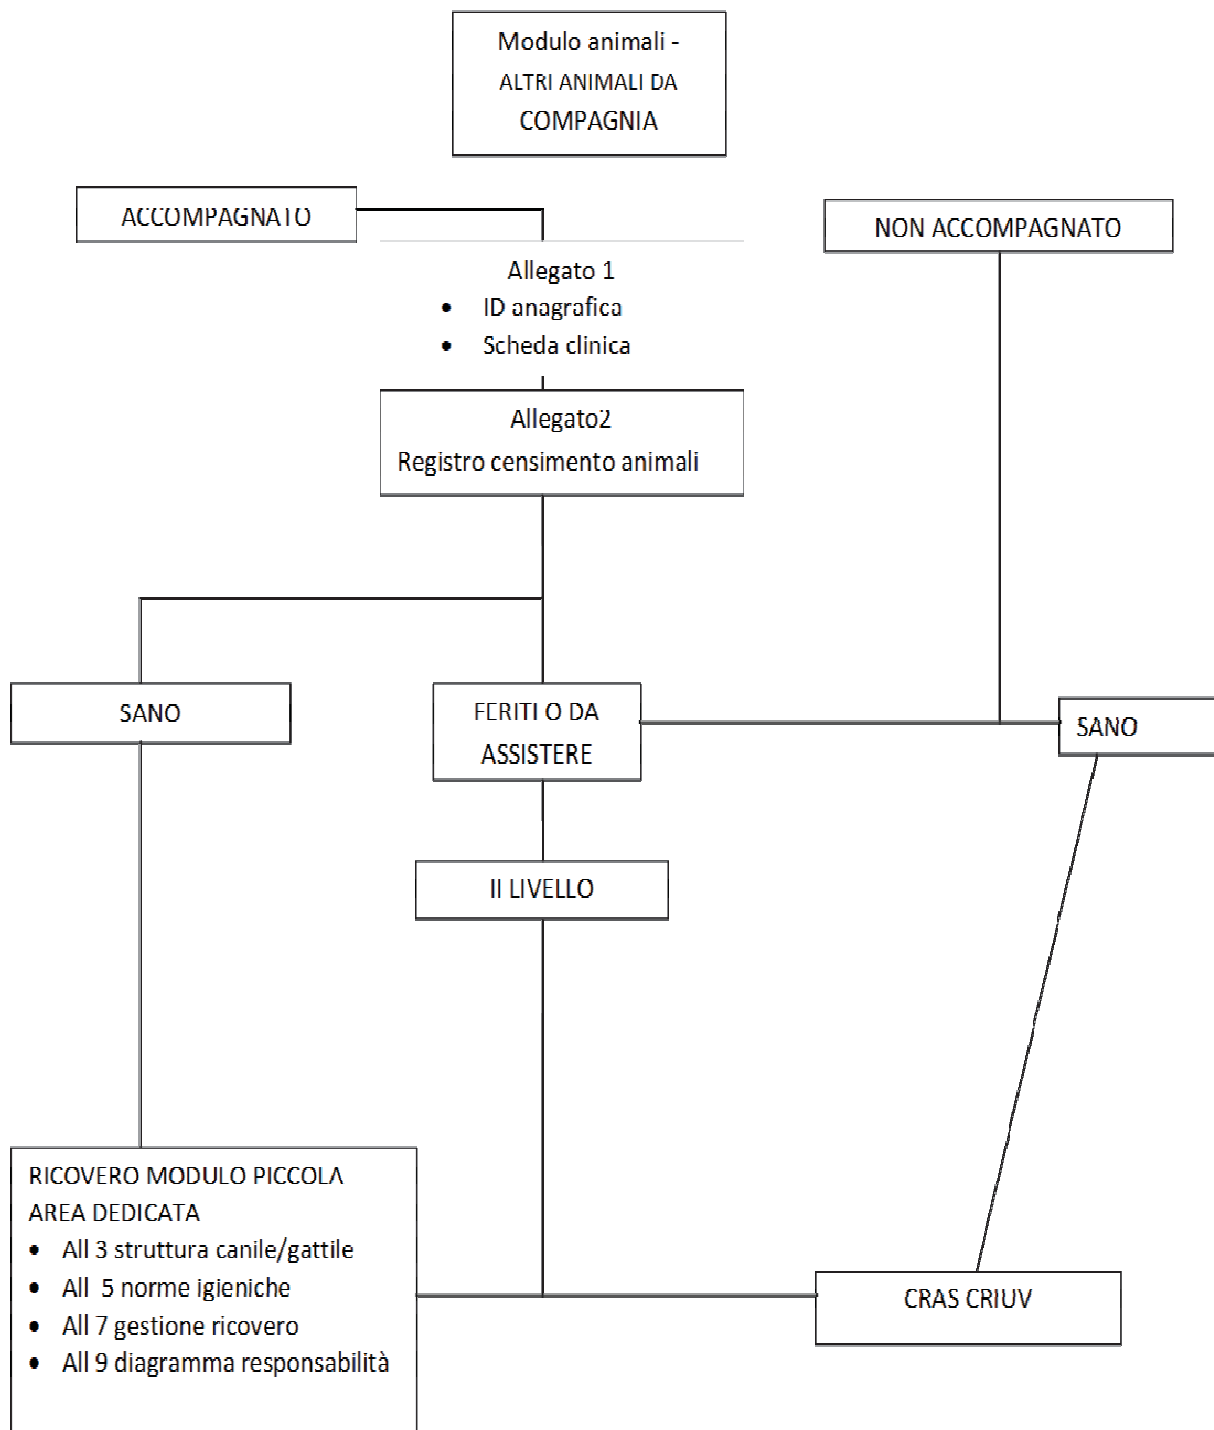 Modulo animali -
ALTRI ANIMALI DA
COMPAGNIA
ACCOMPAGNATO
NON ACCOMPAGNATO
Allegato 1
• ID anagrafica
• Scheda clinica
Allegato2
Registro censimento animali
SANO
FERITI O DA
ASSISTERE
SANO
II LIVELLO
RICOVERO MODULO PICCOLA
AREA DEDICATA
• All 3 struttura canile/gattile
• All 5 norme igieniche
• All 7 gestione ricovero
• All 9 diagramma responsabilità
CRAS CRIUV